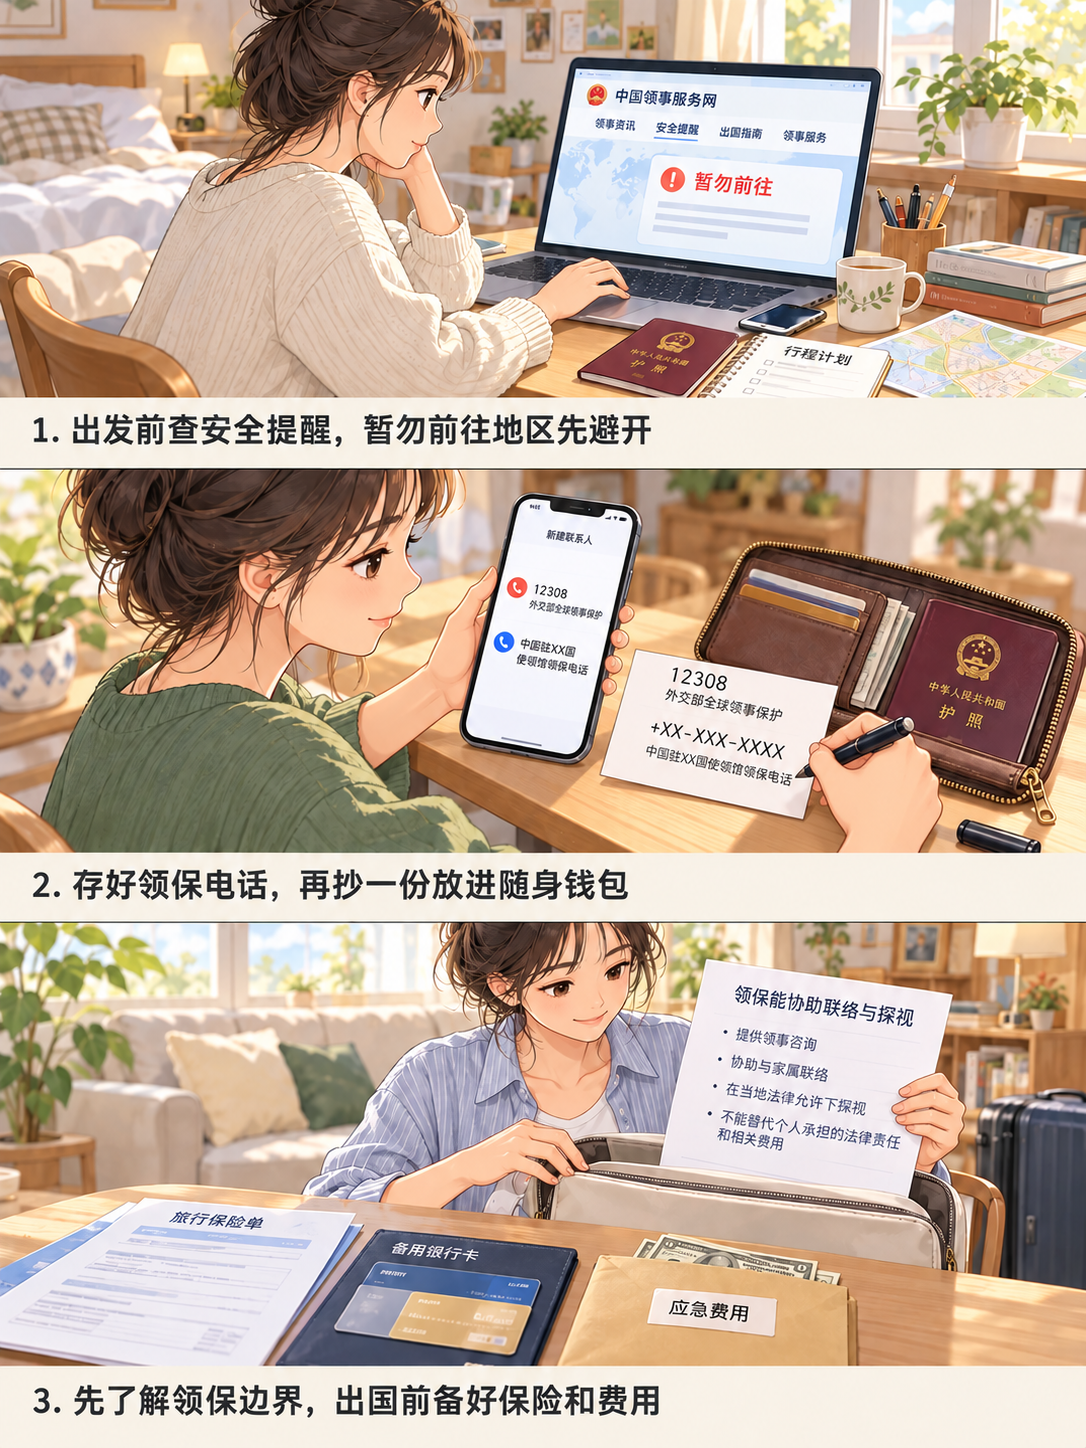 中国领事服务网
领事资讯 安全提醒 出国指南 领事服务
暂勿前往
中华人民共和国
护照
行程计划
1. 出发前查安全提醒，暂勿前往地区先避开
新建联系人
12308
外交部全球领事保护
中国驻XX国
使领馆领保电话
12308
外交部全球领事保护
+XX-XXX-XXXX
中国驻XX国使领馆领保电话
中华人民共和国
护照
2. 存好领保电话，再抄一份放进随身钱包
领保能协助联络与探视
• 提供领事咨询
• 协助与家属联络
• 在当地法律允许下探视
• 不能替代个人承担的法律责任
和相关费用
旅行保险单
备用银行卡
应急费用
3. 先了解领保边界，出国前备好保险和费用